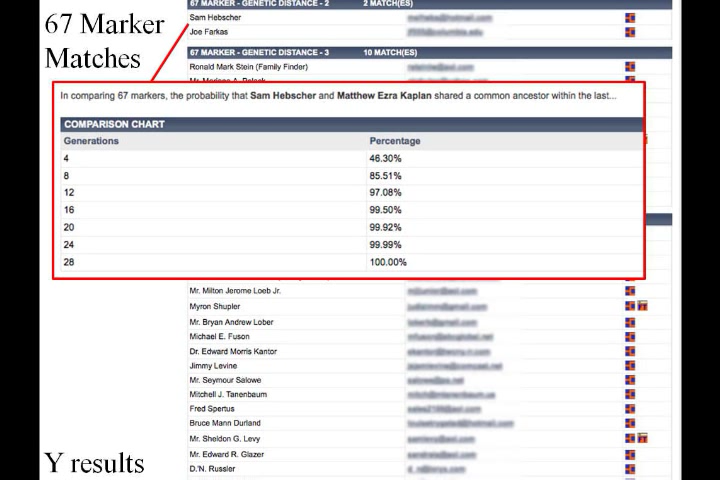 67 Marker
Matches
67 MARKER - GENETIC DISTANCE - 2 2 MATCH(ES)
Sam Hebscher
Joe Farkas
67 MARKER - GENETIC DISTANCE - 3 10 MATCH(ES)
Ronald Mark Stein (Family Finder)
In comparing 67 markers, the probability that Sam Hebscher and Matthew Ezra Kaplan shared a common ancestor within the last...
COMPARISON CHART
Generations Percentage
4 46.30%
8 85.51%
12 97.08%
16 99.50%
20 99.92%
24 99.99%
28 100.00%
Mr. Milton Jerome Loeb Jr.
Myron Shupler
Mr. Bryan Andrew Lober
Michael E. Fuson
Dr. Edward Morris Kantor
Jimmy Levine
Mr. Seymour Salowe
Mitchell J. Tanenbaum
Fred Spertus
Bruce Mann Durland
Mr. Sheldon G. Levy
Mr. Edward R. Glazer
D.'N. Russler
Y results